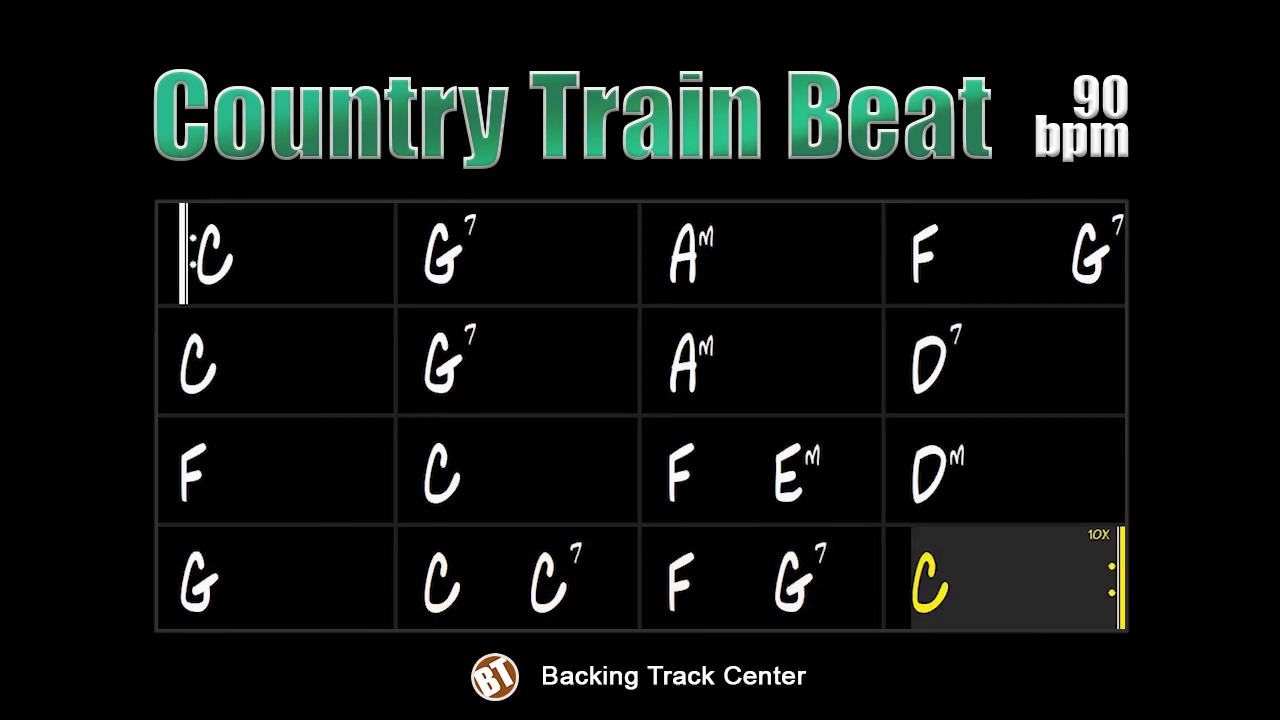 Country Train Beat 90 bpm
C G7 Am F G7
C G7 Am D7
F C F Em Dm
10x
G C C7 F G7 C
BT Backing Track Center